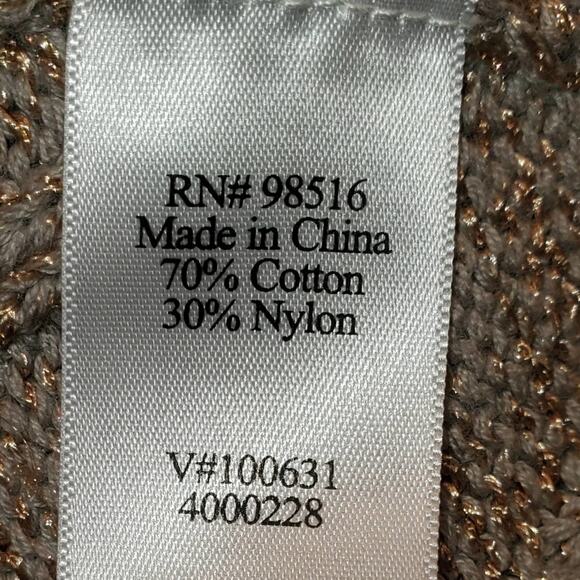 RN# 98516
Made in China
70% Cotton
30% Nylon
V#100631
4000228